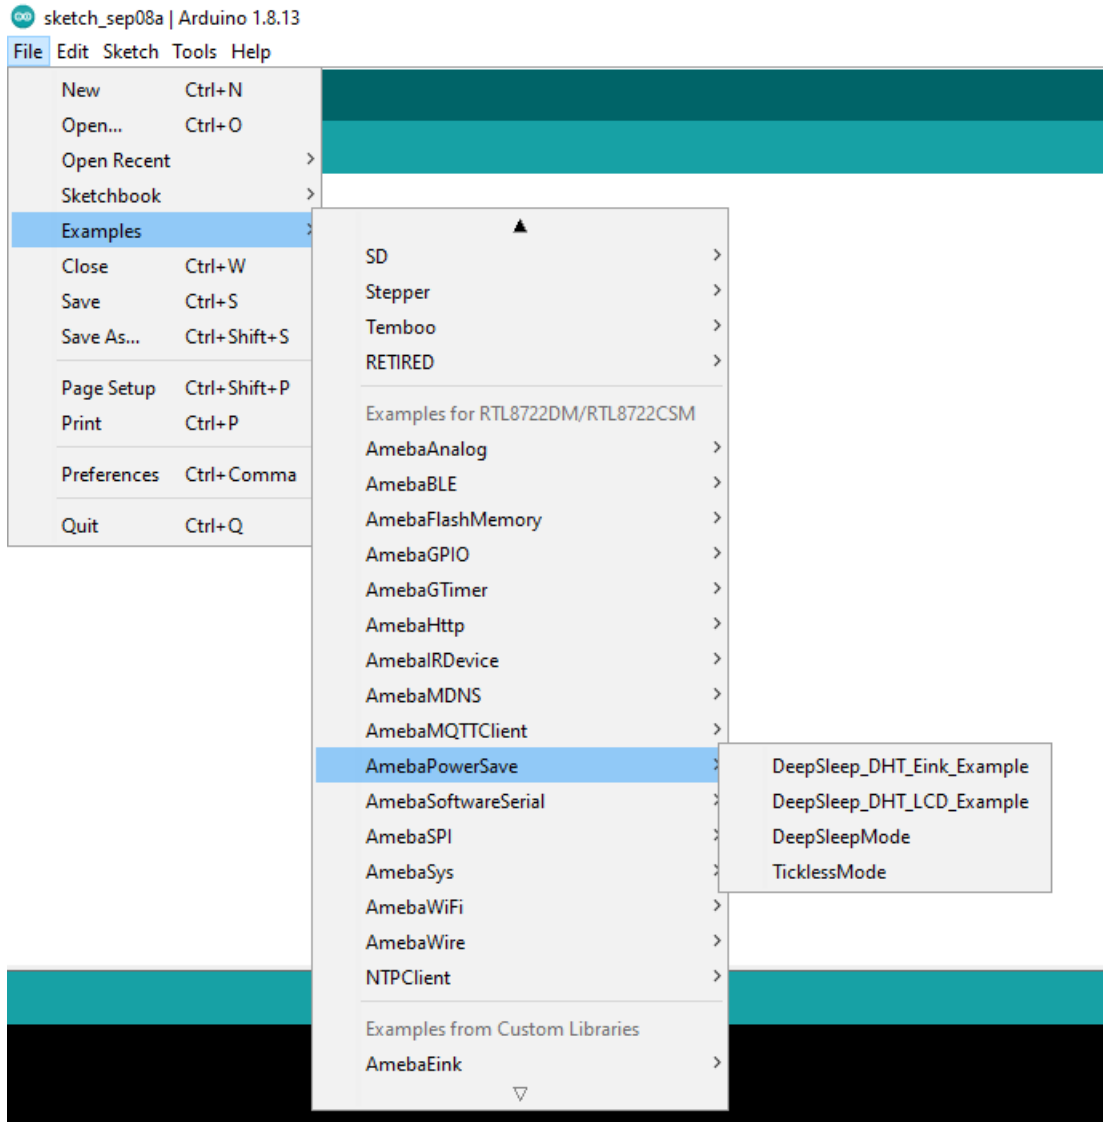 sketch_sep08a | Arduino 1.8.13
File Edit Sketch Tools Help
New Ctrl+N
Open... Ctrl+O
Open Recent
Sketchbook
Examples
Close Ctrl+W
Save Ctrl+S
Save As... Ctrl+Shift+S
Page Setup Ctrl+Shift+P
Print Ctrl+P
Preferences Ctrl+Comma
Quit Ctrl+Q
SD
Stepper
Temboo
RETIRED
Examples for RTL8722DM/RTL8722CSM
AmebaAnalog
AmebaBLE
AmebaFlashMemory
AmebaGPIO
AmebaGTimer
AmebaHttp
AmebaIRDevice
AmebaMDNS
AmebaMQTTClient
AmebaPowerSave
AmebaSoftwareSerial
AmebaSPI
AmebaSys
AmebaWiFi
AmebaWire
NTPClient
Examples from Custom Libraries
AmebaEink
DeepSleep_DHT_Eink_Example
DeepSleep_DHT_LCD_Example
DeepSleepMode
TicklessMode